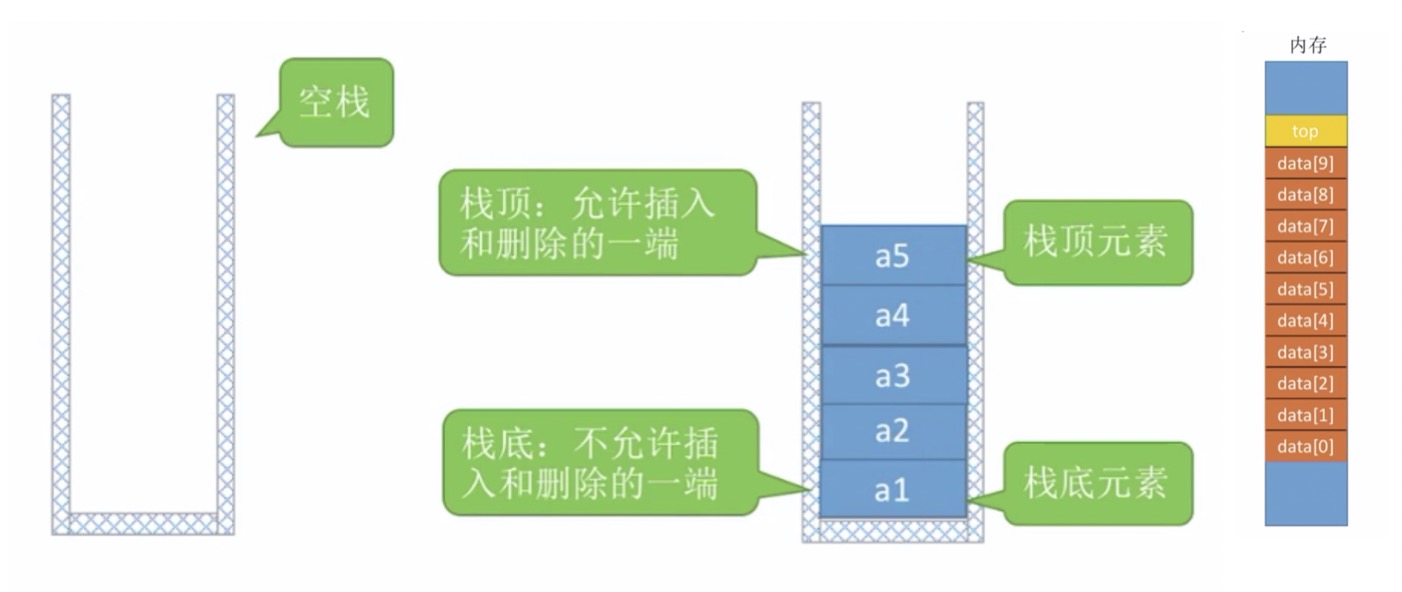 空栈
栈顶：允许插入
和删除的一端
栈顶元素
a5
a4
a3
a2
a1
栈底：不允许插
入和删除的一端
栈底元素
内存
top
data[9]
data[8]
data[7]
data[6]
data[5]
data[4]
data[3]
data[2]
data[1]
data[0]